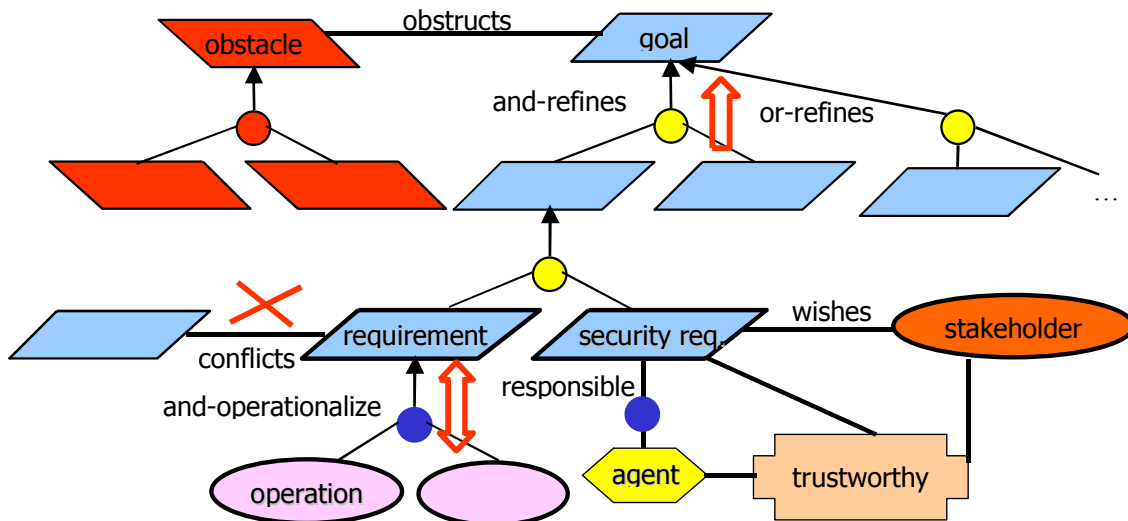 obstructs
obstacle
goal
and-refines
or-refines
...
requirement
security req.
wishes
stakeholder
conflicts
responsible
and-operationalize
operation
agent
trustworthy